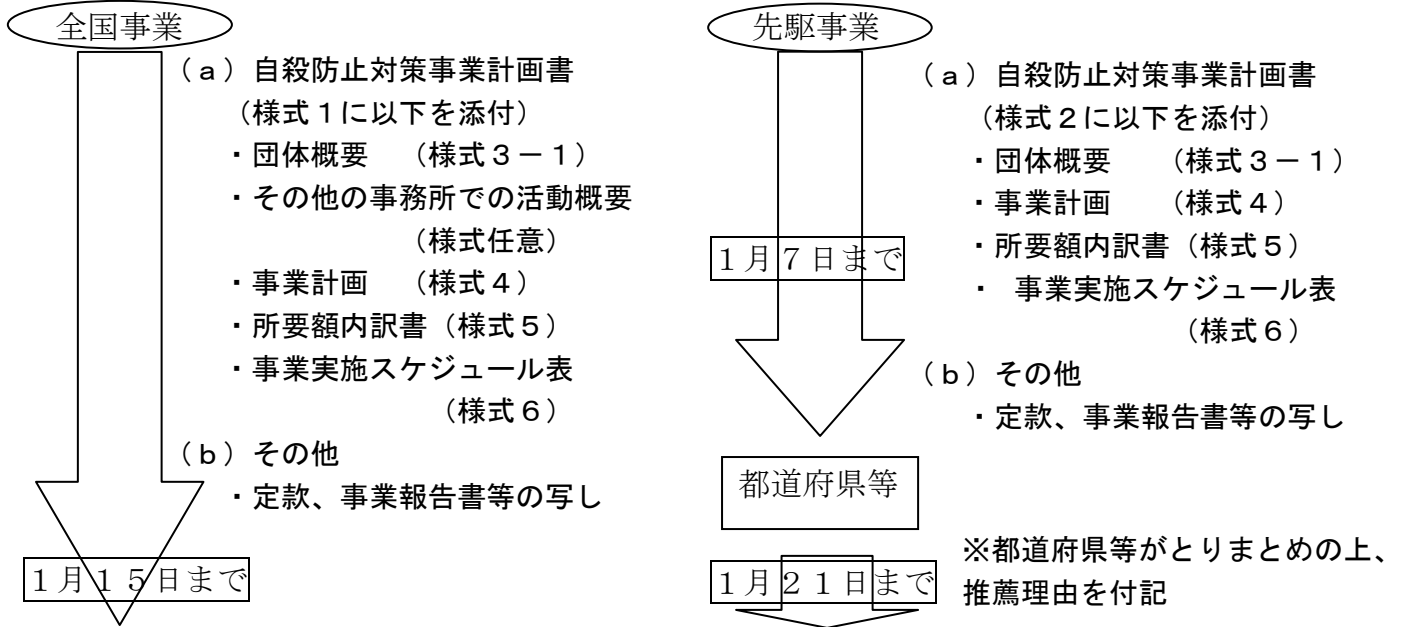 全国事業
(a)自殺防止対策事業計画書
(様式1に以下を添付)
・団体概要 (様式3-1)
・その他の事務所での活動概要
(様式任意)
・事業計画 (様式4)
・所要額内訳書(様式5)
・事業実施スケジュール表
(様式6)
(b)その他
・定款、事業報告書等の写し
1月15日まで
先駆事業
(a)自殺防止対策事業計画書
(様式2に以下を添付)
・団体概要 (様式3-1)
・事業計画 (様式4)
1月7日まで
・所要額内訳書(様式5)
・ 事業実施スケジュール表
(様式6)
(b)その他
・定款、事業報告書等の写し
都道府県等
1月21日まで
※都道府県等がとりまとめの上、
推薦理由を付記